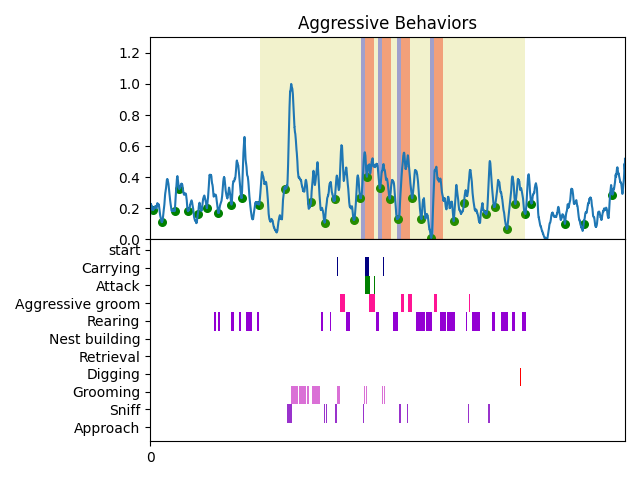 Aggressive Behaviors
1.2
1.0
0.8
0.6
0.4
0.2
0.0
start
Carrying
Attack
Aggressive groom
Rearing
Nest building
Retrieval
Digging
Grooming
Sniff
Approach
0